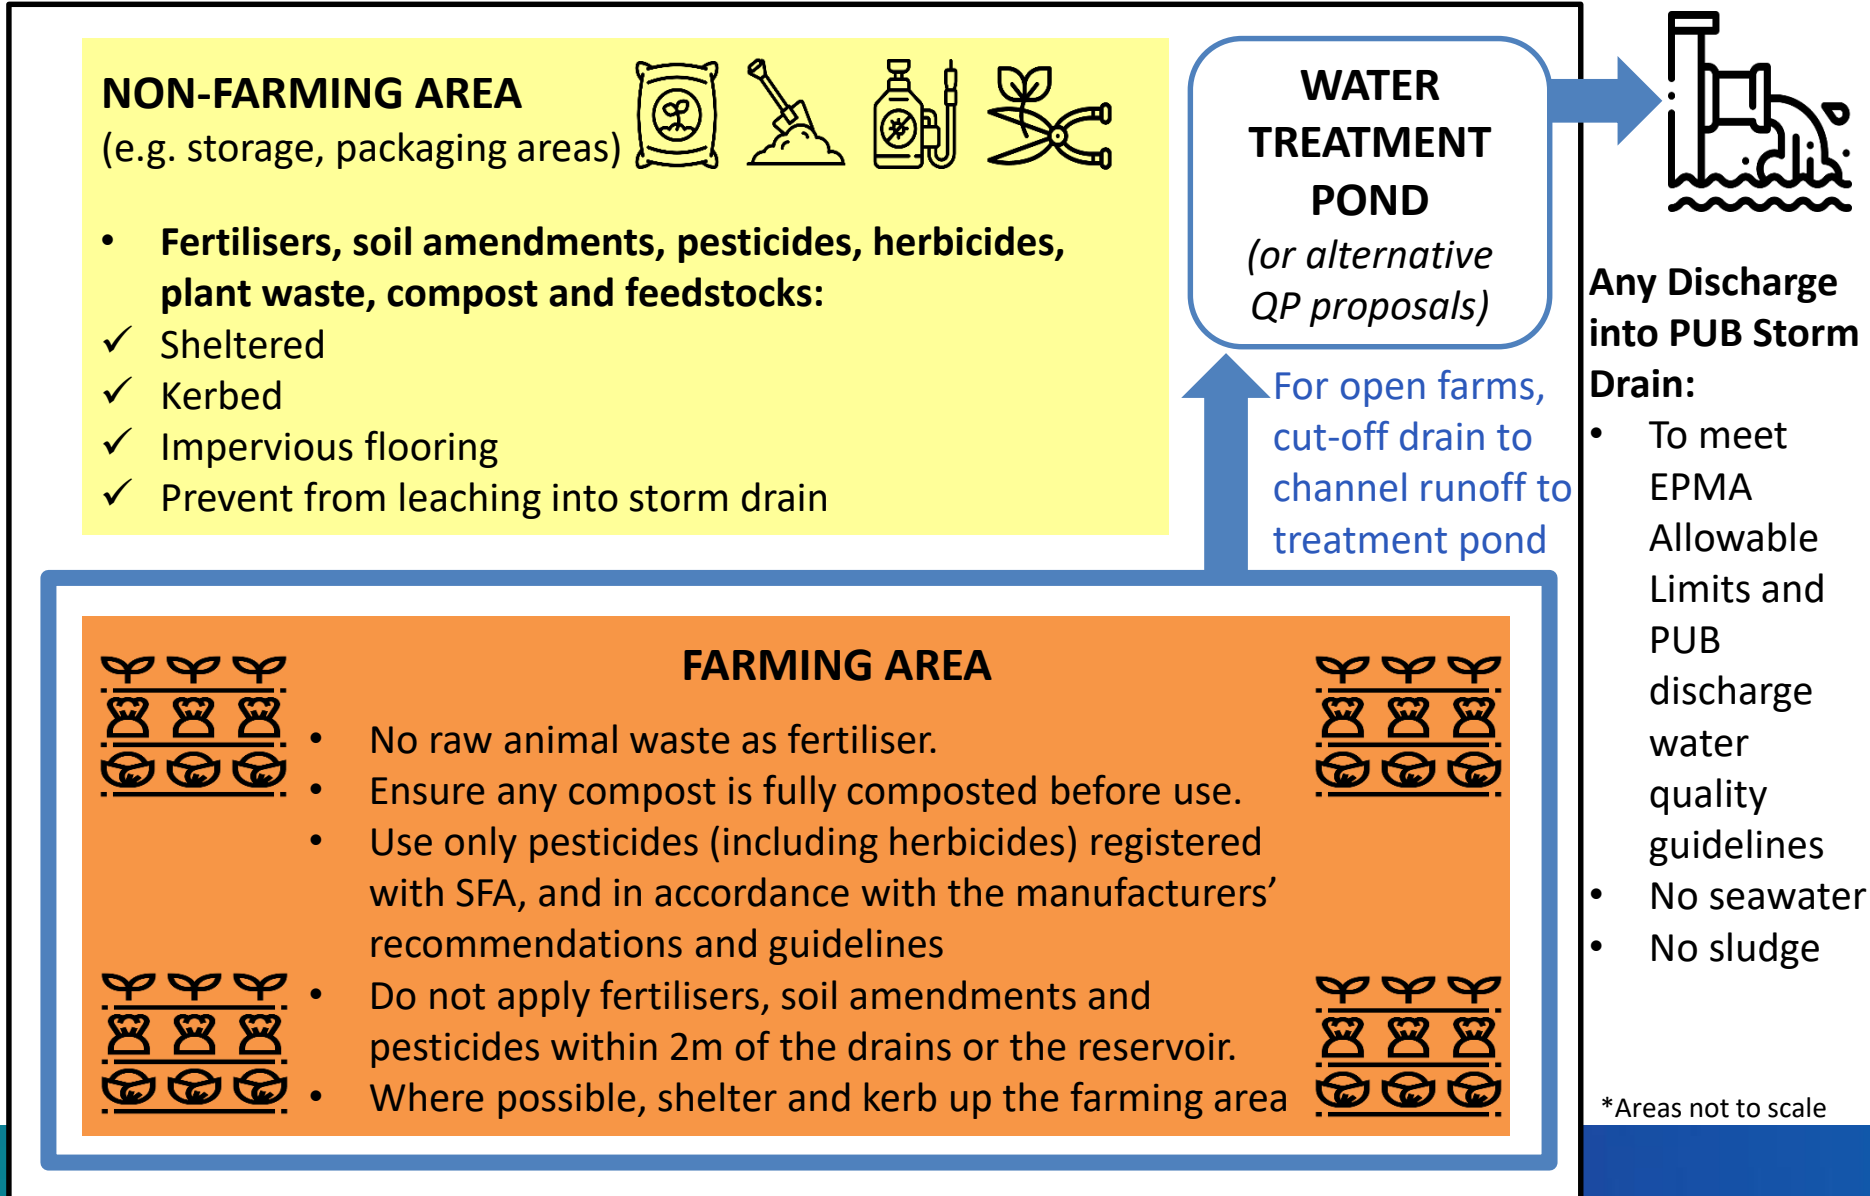 NON-FARMING AREA
(e.g. storage, packaging areas)
• Fertilisers, soil amendments, pesticides, herbicides,
plant waste, compost and feedstocks:
✓ Sheltered
✓ Kerbed
✓ Impervious flooring
✓ Prevent from leaching into storm drain
WATER
TREATMENT
POND
(or alternative
QP proposals)
For open farms,
cut-off drain to
channel runoff to
treatment pond
FARMING AREA
• No raw animal waste as fertiliser.
• Ensure any compost is fully composted before use.
• Use only pesticides (including herbicides) registered
with SFA, and in accordance with the manufacturers’
recommendations and guidelines
• Do not apply fertilisers, soil amendments and
pesticides within 2m of the drains or the reservoir.
• Where possible, shelter and kerb up the farming area
Any Discharge
into PUB Storm
Drain:
• To meet
EPMA
Allowable
Limits and
PUB
discharge
water
quality
guidelines
• No seawater
• No sludge
*Areas not to scale